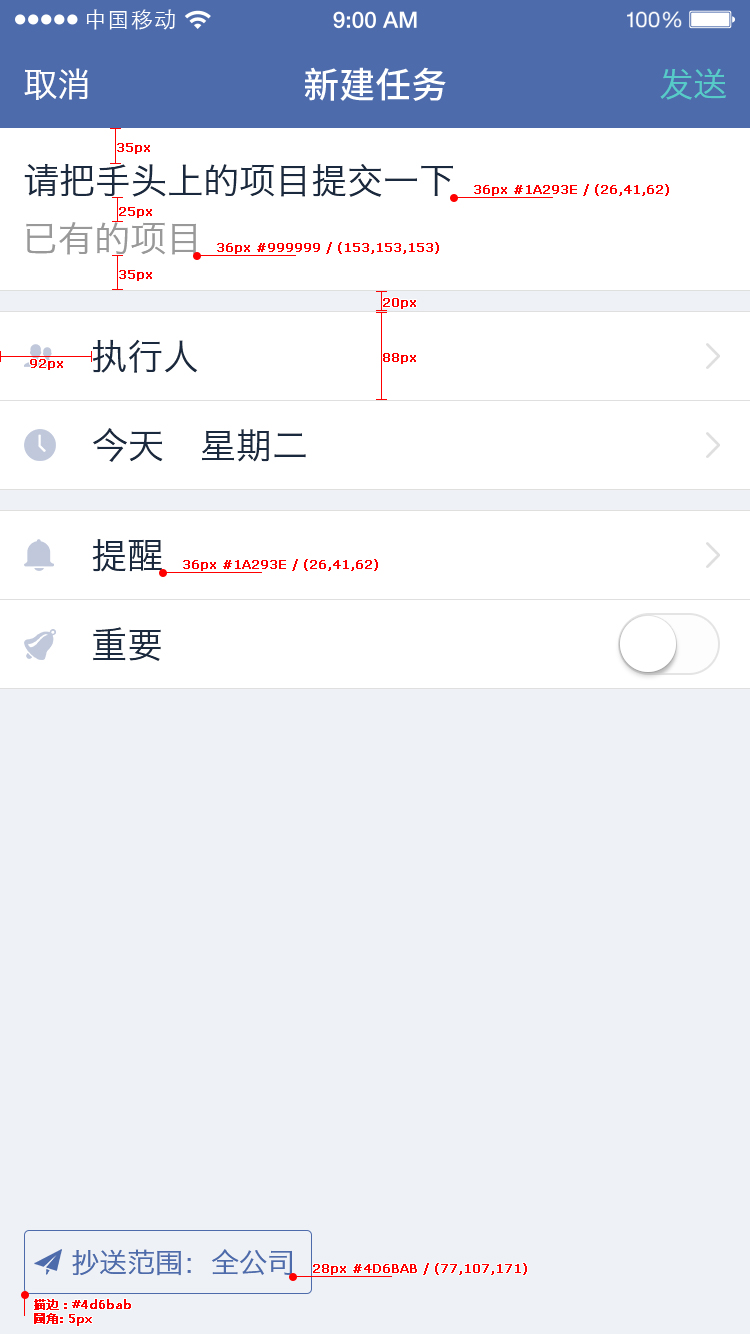 中国移动 9:00 AM 100%
取消 新建任务 发送
35px
请把手头上的项目提交一下
36px #1A293E / (26,41,62)
25px
已有的项目
36px #999999 / (153,153,153)
35px
20px
92px
执行人
88px
今天 星期二
提醒
36px #1A293E / (26,41,62)
重要
抄送范围：全公司
28px #4D6BAB / (77,107,171)
描边：#4d6bab
圆角: 5px